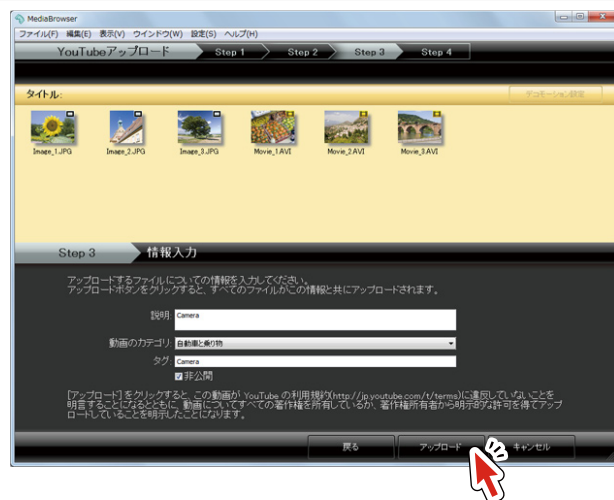 MediaBrowser
ファイル(F) 編集(E) 表示(V) ウインドウ(W) 設定(S) ヘルプ(H)
YouTubeアップロード Step 1 Step 2 Step 3 Step 4
タイトル: デコモーション設定
Image_1.JPG Image_2.JPG Image_3.JPG Movie_1.AVI Movie_2.AVI Movie_3.AVI
Step 3 情報入力
アップロードするファイルについての情報を入力してください。
アップロードボタンをクリックすると、すべてのファイルがこの情報と共にアップロードされます。
説明: Camera
動画のカテゴリ: 自動車と乗り物
タグ: Camera
非公開
[アップロード]をクリックすると、この動画が YouTube の利用規約(http://jp.youtube.com/t/terms)に違反していないことを
明言することになるとともに、動画についてすべての著作権を所有しているか、著作権所有者から明示的な許可を得てアップ
ロードしていることを明示したことになります。
戻る アップロード キャンセル